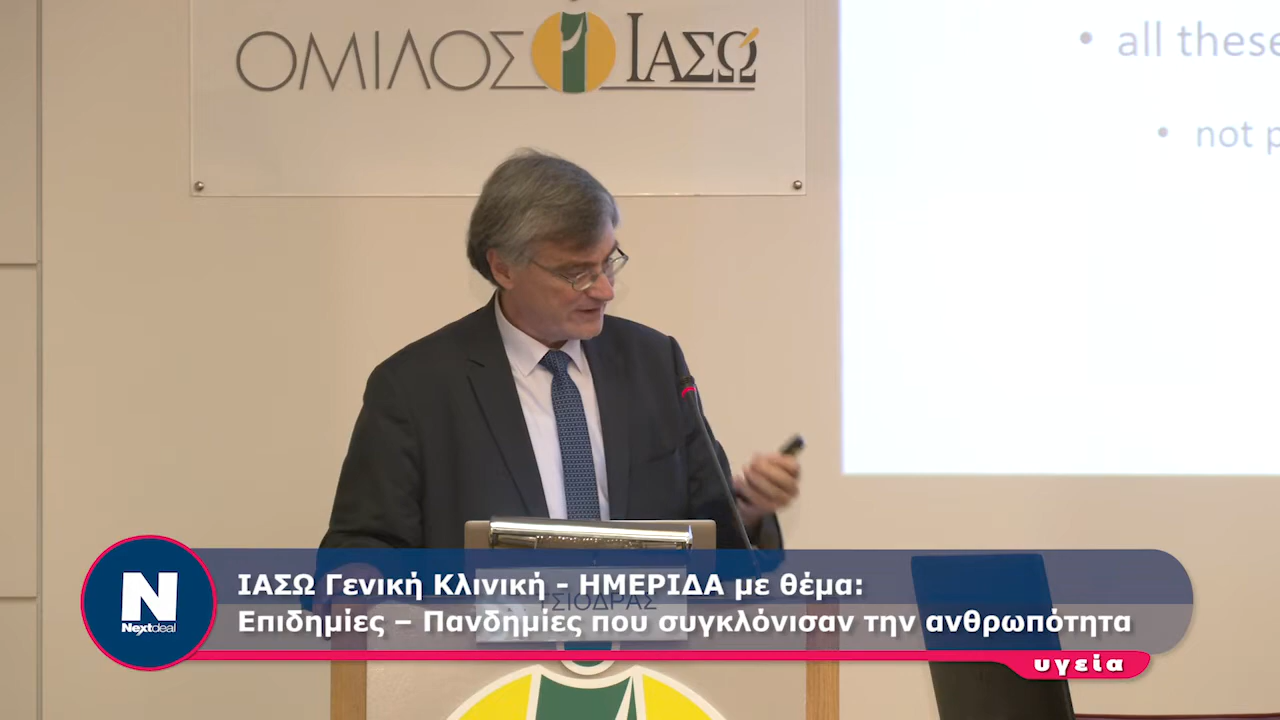 ΟΜΙΛΟΣ ΙΑΣΩ
all these
not p
ΙΑΣΩ Γενική Κλινική - ΗΜΕΡΙΔΑ με θέμα:
ΤΣΙΟΔΡΑΣ
Επιδημίες – Πανδημίες που συγκλόνισαν την ανθρωπότητα
N
Nextdeal
υγεία